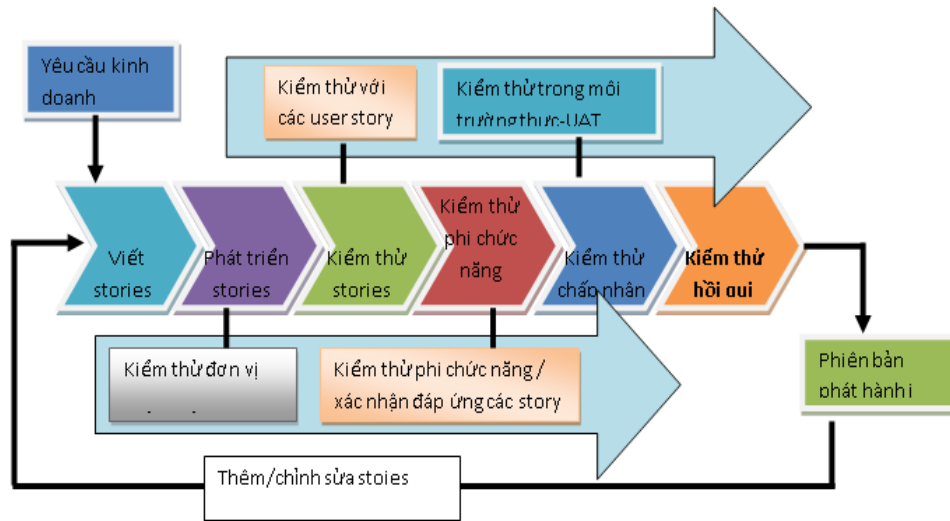 Yêu cầu kinh
doanh
Kiểm thử với
các user story
Kiểm thử trong môi
trường thực-UAT
Viết
stories
Phát triển
stories
Kiểm thử
stories
Kiểm thử
phi chức
năng
Kiểm thử
chấp nhận
Kiểm thử
hồi qui
Kiểm thử đơn vị
Kiểm thử phi chức năng /
xác nhận đáp ứng các story
Phiên bản
phát hành i
Thêm/chỉnh sửa stoies